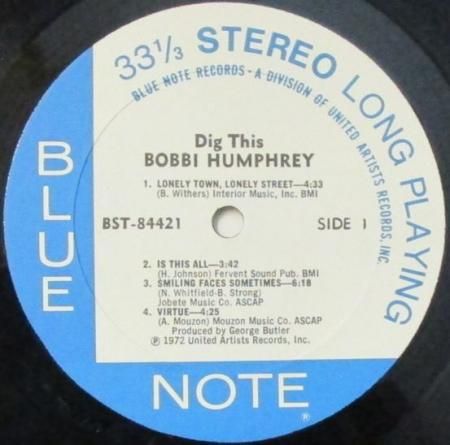 33⅓ STEREO LONG PLAYING
BLUE NOTE RECORDS - A DIVISION OF UNITED ARTISTS RECORDS, INC.
Dig This
BOBBI HUMPHREY
1. LONELY TOWN, LONELY STREET—4:33
(B. Withers) Interior Music, Inc. BMI
BST-84421 SIDE 1
2. IS THIS ALL—3:42
(H. Johnson) Fervent Sound Pub. BMI
3. SMILING FACES SOMETIMES—6:18
(N. Whitfield-B. Strong)
Jobete Music Co. ASCAP
4. VIRTUE—4:25
(A. Mouzon) Mouzon Music Co. ASCAP
Produced by George Butler
℗ 1972 United Artists Records, Inc.
BLUE
NOTE
®